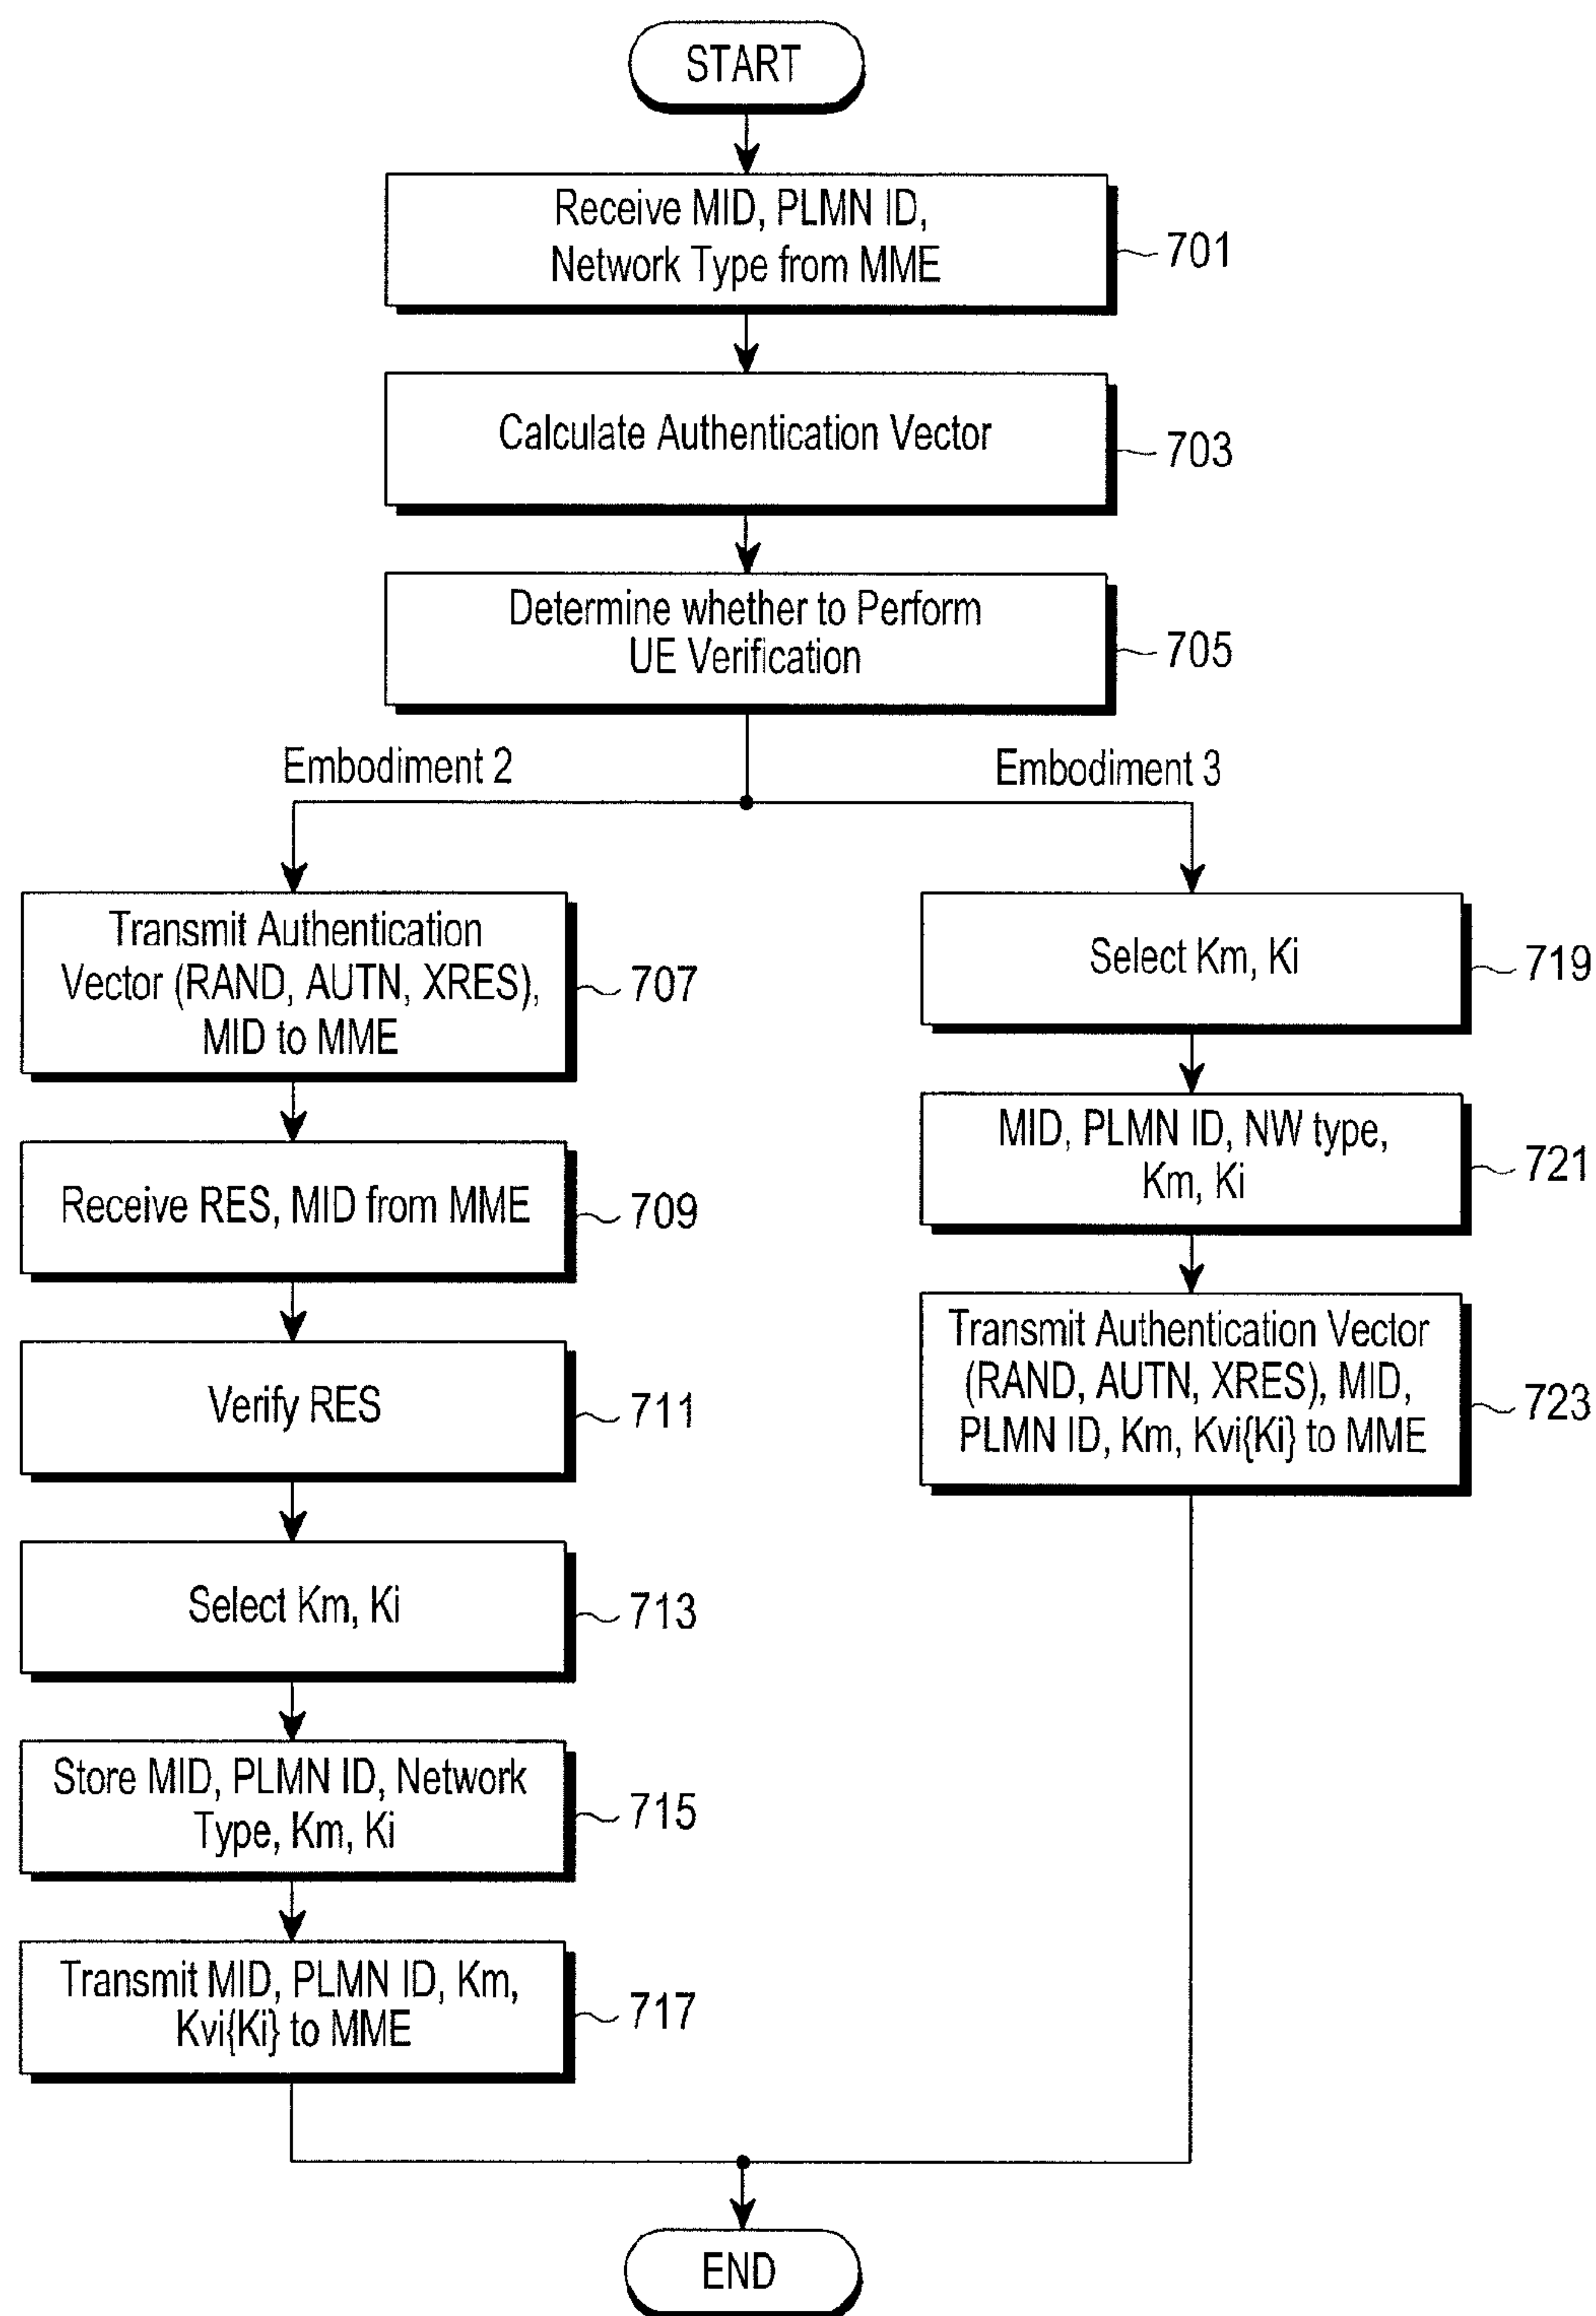 START
Receive MID, PLMN ID,
Network Type from MME
701
Calculate Authentication Vector
703
Determine whether to Perform
UE Verification
705
Embodiment 2
Embodiment 3
Transmit Authentication
Vector (RAND, AUTN, XRES),
MID to MME
707
Receive RES, MID from MME
709
Verify RES
711
Select Km, Ki
713
Store MID, PLMN ID, Network
Type, Km, Ki
715
Transmit MID, PLMN ID, Km,
Kvi{Ki} to MME
717
Select Km, Ki
719
MID, PLMN ID, NW type,
Km, Ki
721
Transmit Authentication Vector
(RAND, AUTN, XRES), MID,
PLMN ID, Km, Kvi{Ki} to MME
723
END